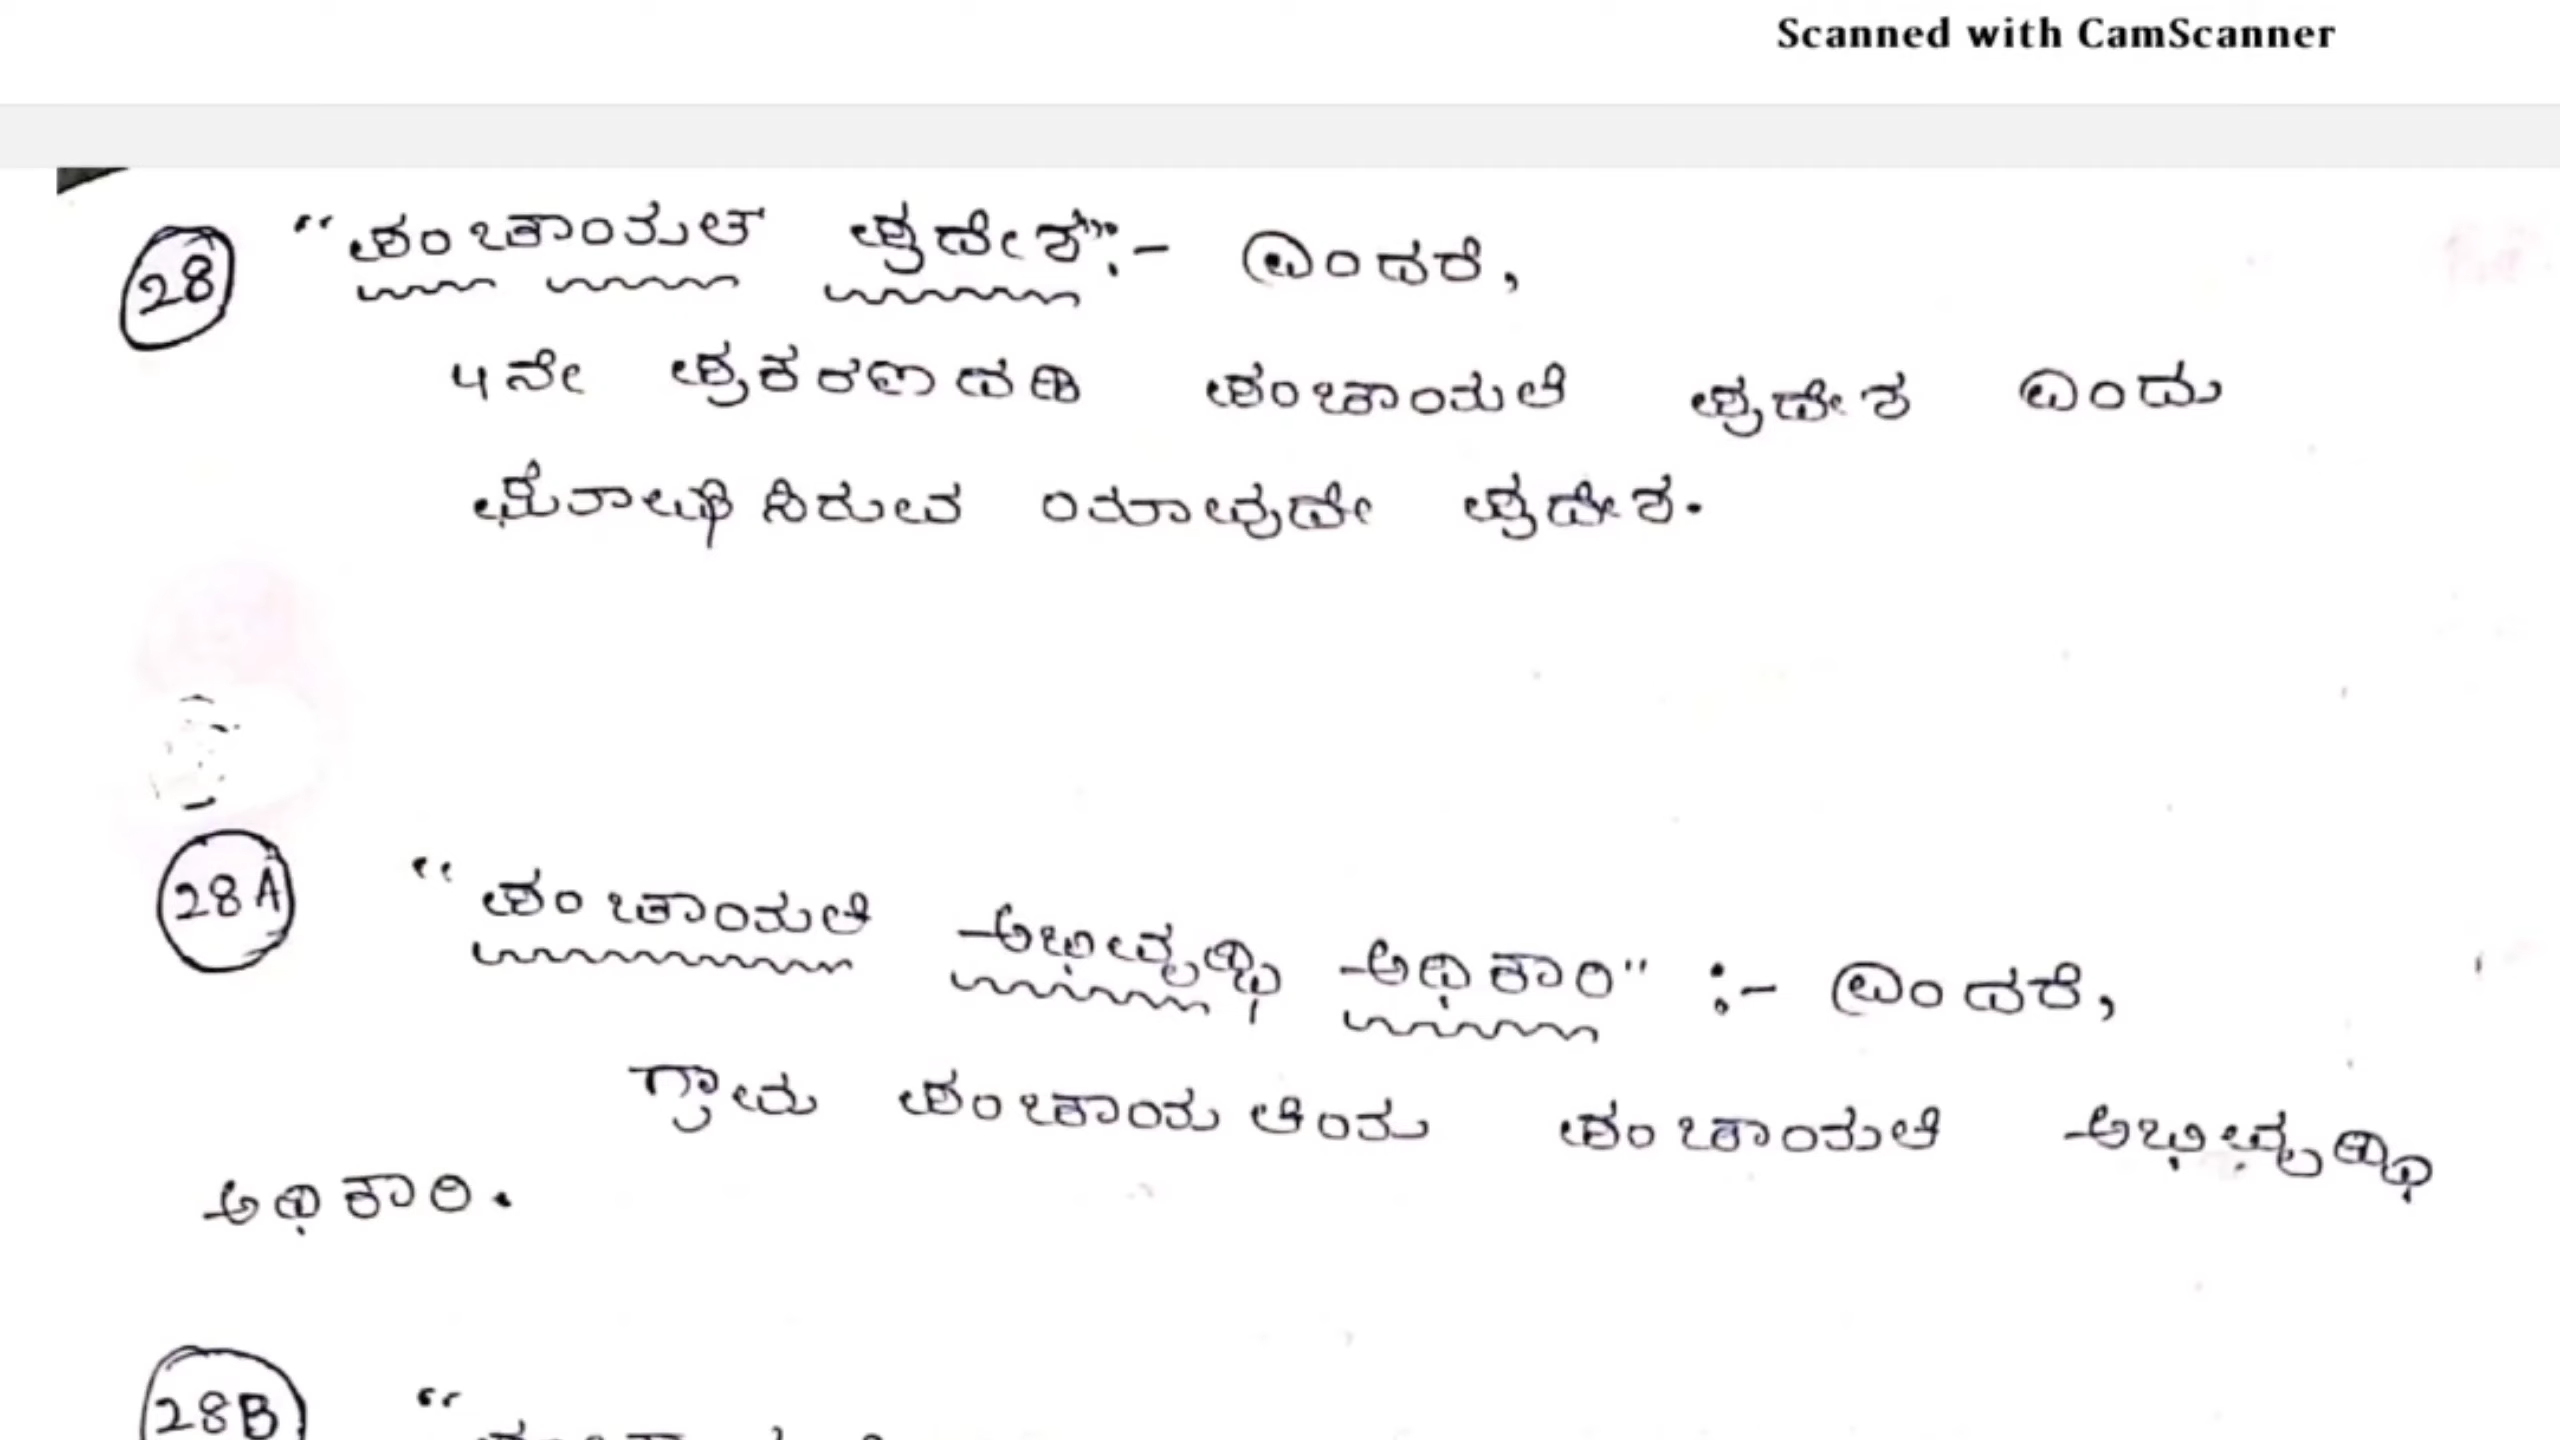 Scanned with CamScanner
28 "ಪಂಚಾಯತ್ ಪ್ರದೇಶ":- ಎಂದರೆ,
4ನೇ ಪ್ರಕರಣದಡಿ ಪಂಚಾಯತಿ ಪ್ರದೇಶ ಎಂದು
ಘೋಷಿಸಿರುವ ಯಾವುದೇ ಪ್ರದೇಶ.
28A "ಪಂಚಾಯತಿ ಅಭಿವೃದ್ಧಿ ಅಧಿಕಾರಿ" :- ಎಂದರೆ,
ಗ್ರಾಮ ಪಂಚಾಯತಿಯ ಪಂಚಾಯತಿ ಅಭಿವೃದ್ಧಿ
ಅಧಿಕಾರಿ.
28B "